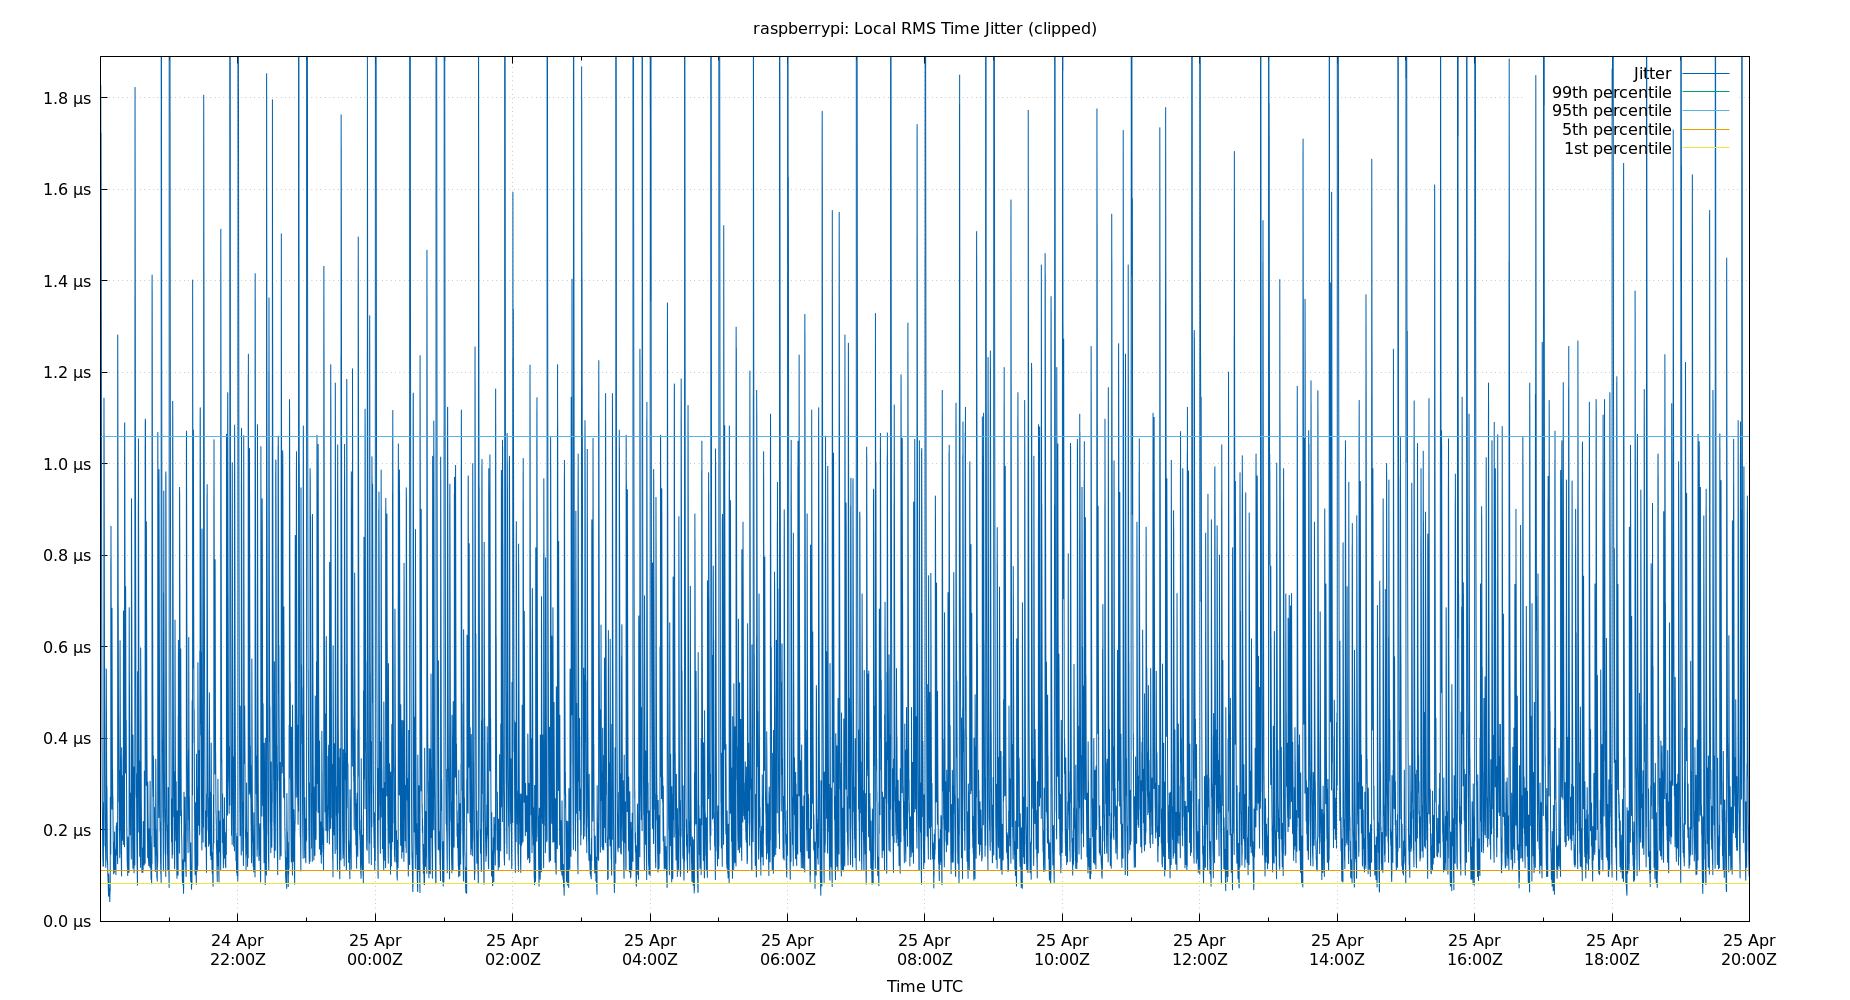 raspberrypi: Local RMS Time Jitter (clipped)
Jitter
99th percentile
95th percentile
5th percentile
1st percentile
1.8 µs
1.6 µs
1.4 µs
1.2 µs
1.0 µs
0.8 µs
0.6 µs
0.4 µs
0.2 µs
0.0 µs
24 Apr 25 Apr 25 Apr 25 Apr 25 Apr 25 Apr 25 Apr 25 Apr 25 Apr 25 Apr 25 Apr 25 Apr
22:00Z 00:00Z 02:00Z 04:00Z 06:00Z 08:00Z 10:00Z 12:00Z 14:00Z 16:00Z 18:00Z 20:00Z
Time UTC